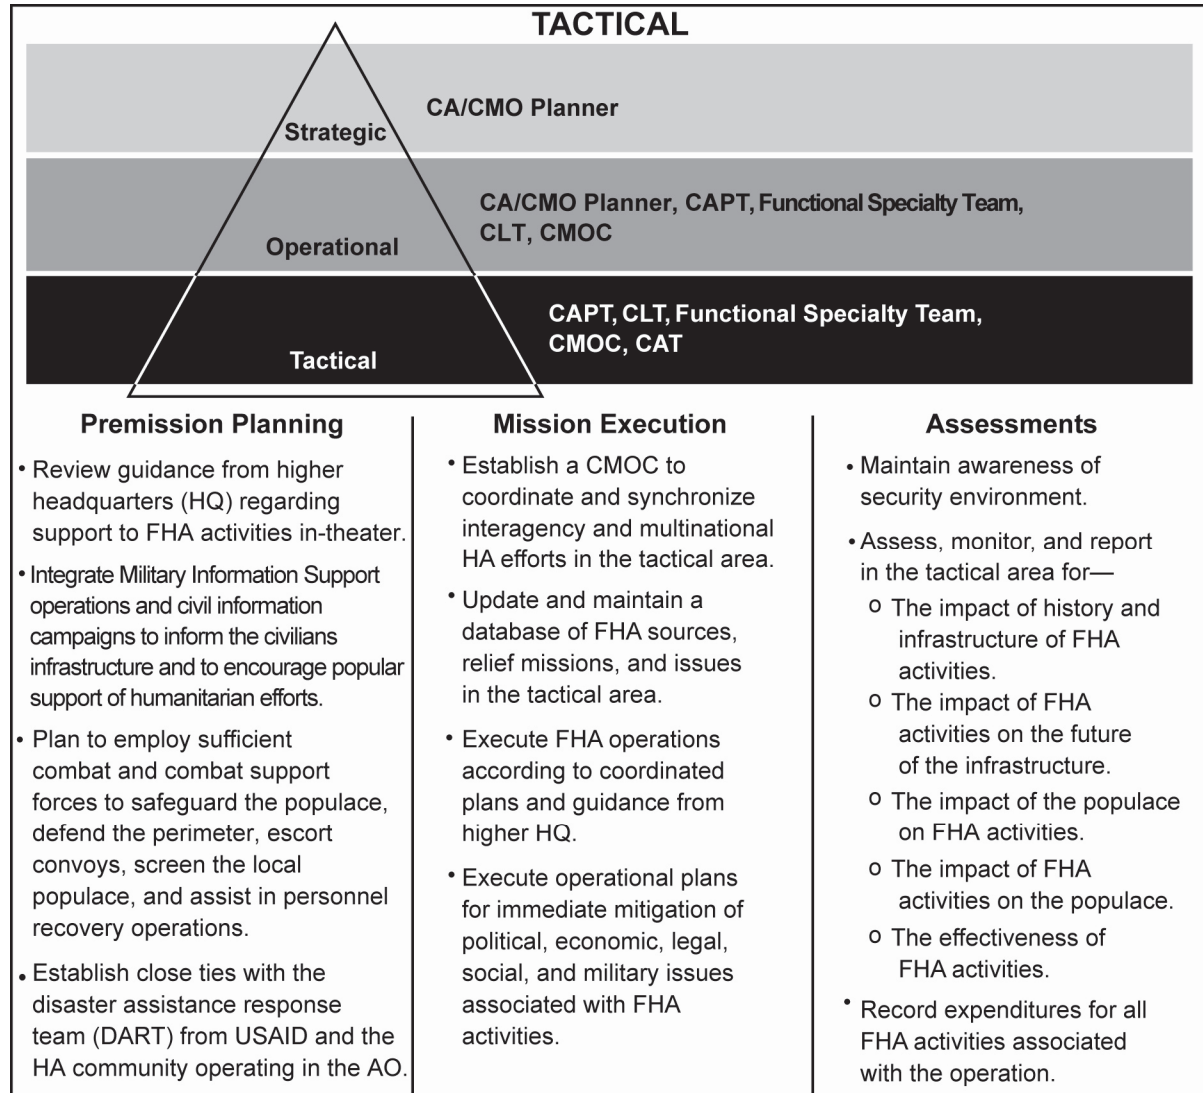 TACTICAL
CA/CMO Planner
Strategic
CA/CMO Planner, CAPT, Functional Specialty Team,
CLT, CMOC
Operational
CAPT, CLT, Functional Specialty Team,
CMOC, CAT
Tactical
Premission Planning
• Review guidance from higher
headquarters (HQ) regarding
support to FHA activities in-theater.
• Integrate Military Information Support
operations and civil information
campaigns to inform the civilians
infrastructure and to encourage popular
support of humanitarian efforts.
• Plan to employ sufficient
combat and combat support
forces to safeguard the populace,
defend the perimeter, escort
convoys, screen the local
populace, and assist in personnel
recovery operations.
• Establish close ties with the
disaster assistance response
team (DART) from USAID and the
HA community operating in the AO.
Mission Execution
• Establish a CMOC to
coordinate and synchronize
interagency and multinational
HA efforts in the tactical area.
• Update and maintain a
database of FHA sources,
relief missions, and issues
in the tactical area.
• Execute FHA operations
according to coordinated
plans and guidance from
higher HQ.
• Execute operational plans
for immediate mitigation of
political, economic, legal,
social, and military issues
associated with FHA
activities.
Assessments
• Maintain awareness of
security environment.
• Assess, monitor, and report
in the tactical area for—
o The impact of history and
infrastructure of FHA
activities.
o The impact of FHA
activities on the future
of the infrastructure.
o The impact of the populace
on FHA activities.
o The impact of FHA
activities on the populace.
o The effectiveness of
FHA activities.
• Record expenditures for all
FHA activities associated
with the operation.